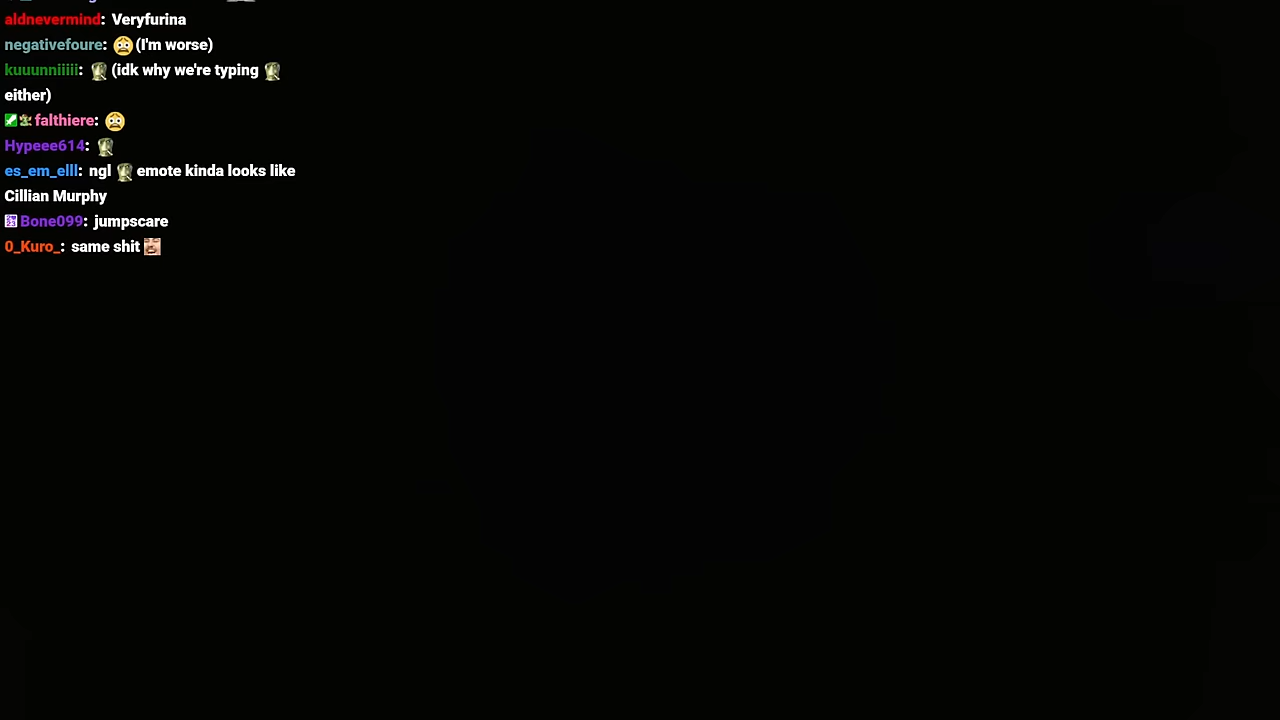 aldnevermind: Veryfurina
negativefoure: 😩(I'm worse)
kuuunniiiii: (idk why we're typing
either)
falthiere: 😩
Hypeee614:
es_em_elll: ngl emote kinda looks like
Cillian Murphy
Bone099: jumpscare
0_Kuro_: same shit